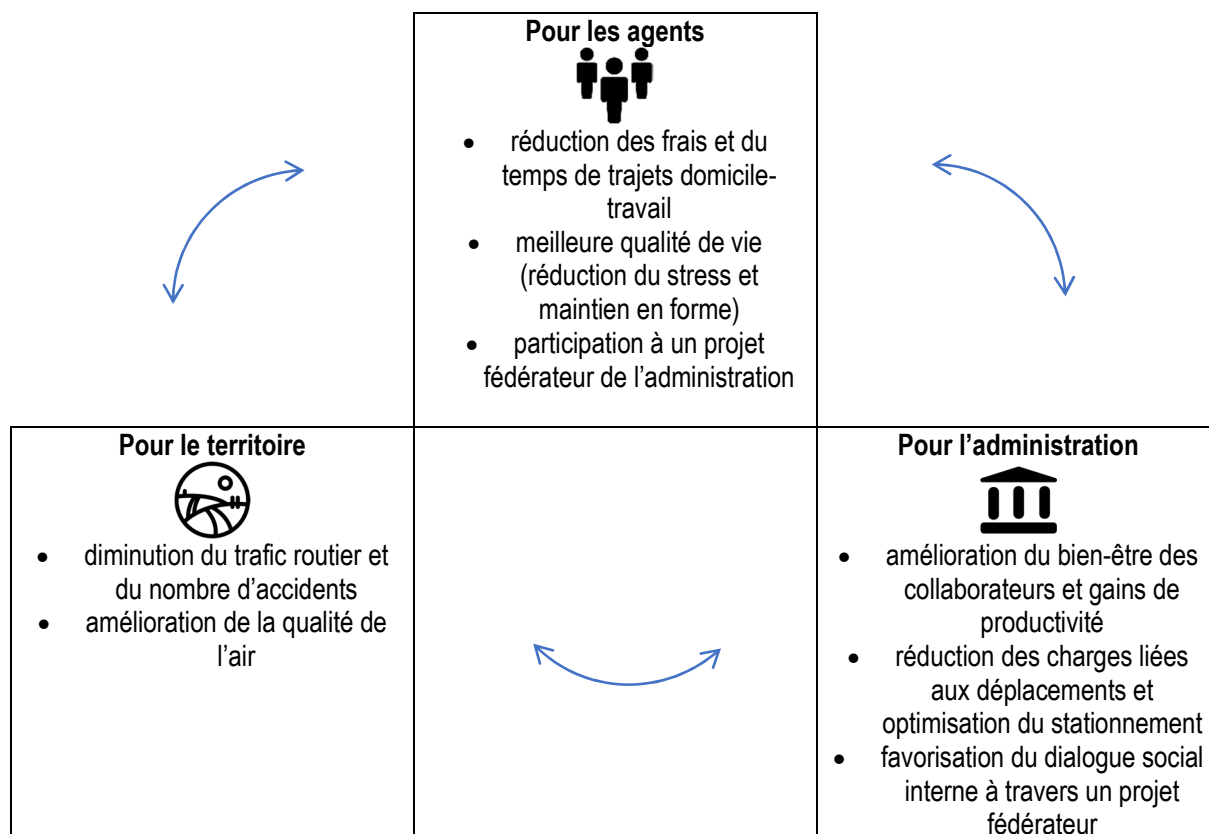 Pour les agents
• réduction des frais et du
temps de trajets domicile-
travail
• meilleure qualité de vie
(réduction du stress et
maintien en forme)
• participation à un projet
fédérateur de l’administration
Pour le territoire
• diminution du trafic routier et
du nombre d’accidents
• amélioration de la qualité de
l’air
Pour l’administration
• amélioration du bien-être des
collaborateurs et gains de
productivité
• réduction des charges liées
aux déplacements et
optimisation du stationnement
• favorisation du dialogue social
interne à travers un projet
fédérateur